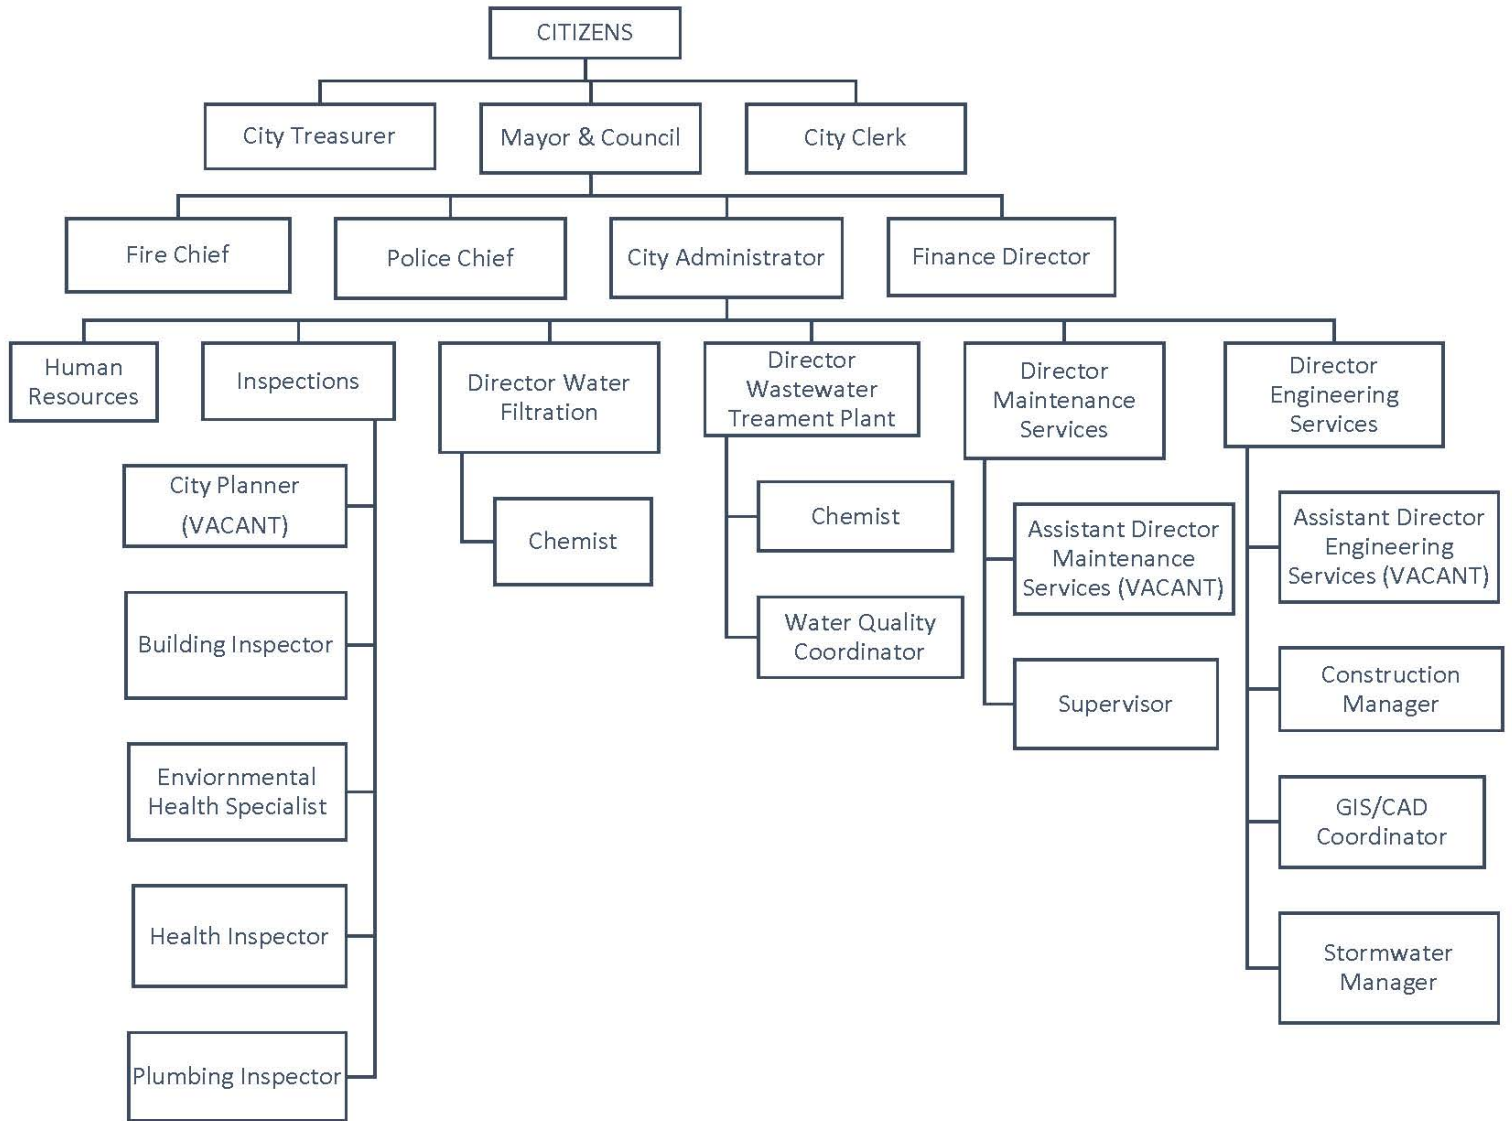 CITIZENS
City Treasurer
Mayor & Council
City Clerk
Fire Chief
Police Chief
City Administrator
Finance Director
Human
Resources
Inspections
Director Water
Filtration
Director
Wastewater
Treament Plant
Director
Maintenance
Services
Director
Engineering
Services
City Planner
(VACANT)
Building Inspector
Enviornmental
Health Specialist
Health Inspector
Plumbing Inspector
Chemist
Chemist
Water Quality
Coordinator
Assistant Director
Maintenance
Services (VACANT)
Supervisor
Assistant Director
Engineering
Services (VACANT)
Construction
Manager
GIS/CAD
Coordinator
Stormwater
Manager